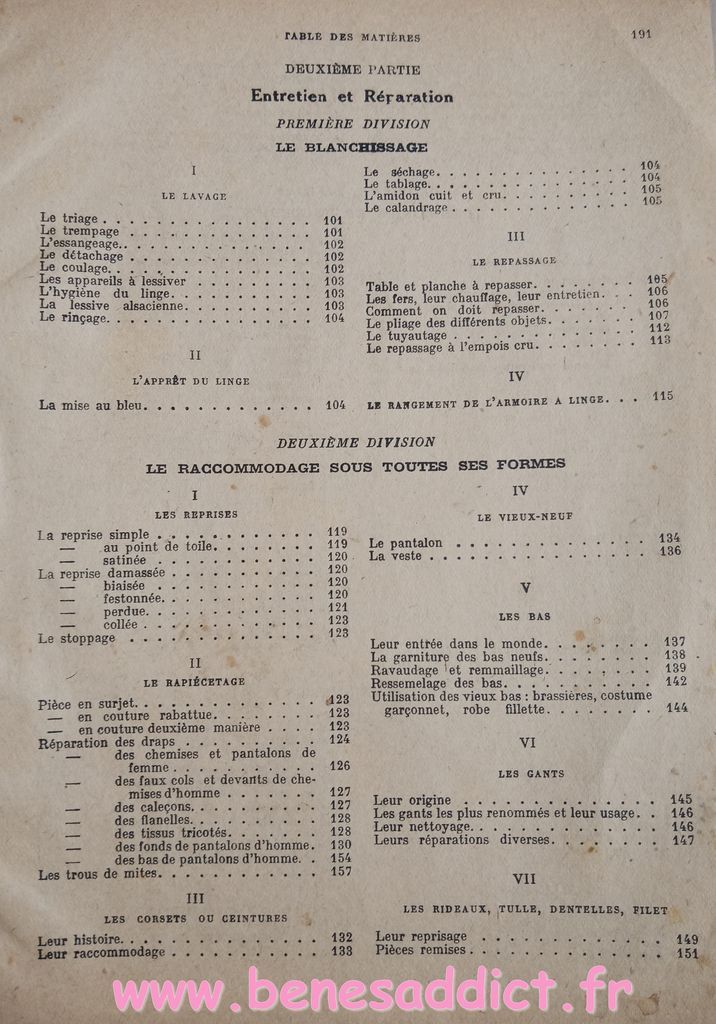 TABLE DES MATIÈRES 191
DEUXIÈME PARTIE
Entretien et Réparation
PREMIÈRE DIVISION
LE BLANCHISSAGE
I
LE LAVAGE
Le triage . . . . . . . . . . . . . . . . 101
Le trempage . . . . . . . . . . . . . . 101
L'essangeage. . . . . . . . . . . . . . . 102
Le détachage . . . . . . . . . . . . . . 102
Le coulage. . . . . . . . . . . . . . . . 102
Les appareils à lessiver . . . . . . . . . . 103
L'hygiène du linge. . . . . . . . . . . . 103
La lessive alsacienne. . . . . . . . . . . 103
Le rinçage. . . . . . . . . . . . . . . . 104
II
L'APPRÊT DU LINGE
La mise au bleu. . . . . . . . . . . . . 104
Le séchage. . . . . . . . . . . . . . . . 104
Le tablage. . . . . . . . . . . . . . . . 104
L'amidon cuit et cru. . . . . . . . . . . 105
Le calandrage . . . . . . . . . . . . . . 105
III
LE REPASSAGE
Table et planche à repasser. . . . . . . . 105
Les fers, leur chauffage, leur entretien. . . 106
Comment on doit repasser. . . . . . . . 106
Le pliage des différents objets. . . . . . . 107
Le tuyautage . . . . . . . . . . . . . . 112
Le repassage à l'empois cru. . . . . . . . 113
IV
LE RANGEMENT DE L'ARMOIRE A LINGE. . . 115
DEUXIÈME DIVISION
LE RACCOMMODAGE SOUS TOUTES SES FORMES
I
LES REPRISES
La reprise simple . . . . . . . . . . . . 119
— au point de toile. . . . . . . . 119
— satinée . . . . . . . . . . . . 120
La reprise damassée . . . . . . . . . . . 120
— biaisée . . . . . . . . . . . . 120
— festonnée. . . . . . . . . . . . 120
— perdue. . . . . . . . . . . . . 121
— collée . . . . . . . . . . . . . 123
Le stoppage . . . . . . . . . . . . . . 123
II
LE RAPIÉCETAGE
Pièce en surjet. . . . . . . . . . . . . . 123
— en couture rabattue. . . . . . . . 123
— en couture deuxième manière . . . . 123
Réparation des draps . . . . . . . . . . 124
— des chemises et pantalons de
femme . . . . . . . . . . . 126
— des faux cols et devants de che-
mises d'homme . . . . . . . 127
— des caleçons. . . . . . . . . . 127
— des flanelles. . . . . . . . . . 128
— des tissus tricotés. . . . . . . 128
— des fonds de pantalons d'homme. 130
— des bas de pantalons d'homme. . 154
Les trous de mites. . . . . . . . . . . . 157
III
LES CORSETS OU CEINTURES
Leur histoire. . . . . . . . . . . . . . . 132
Leur raccommodage . . . . . . . . . . . 133
IV
LE VIEUX-NEUF
Le pantalon . . . . . . . . . . . . . . . 134
La veste . . . . . . . . . . . . . . . . . 136
V
LES BAS
Leur entrée dans le monde. . . . . . . . 137
La garniture des bas neufs. . . . . . . . 138
Ravaudage et remmaillage. . . . . . . . 139
Ressemelage des bas. . . . . . . . . . . 142
Utilisation des vieux bas : brassières, costume
garçonnet, robe fillette. . . . . . . . 144
VI
LES GANTS
Leur origine . . . . . . . . . . . . . . 145
Les gants les plus renommés et leur usage. . 146
Leur nettoyage. . . . . . . . . . . . . . 146
Leurs réparations diverses. . . . . . . . 147
VII
LES RIDEAUX, TULLE, DENTELLES, FILET
Leur reprisage . . . . . . . . . . . . . 149
Pièces remises . . . . . . . . . . . . . . 151
www.benesaddict.fr